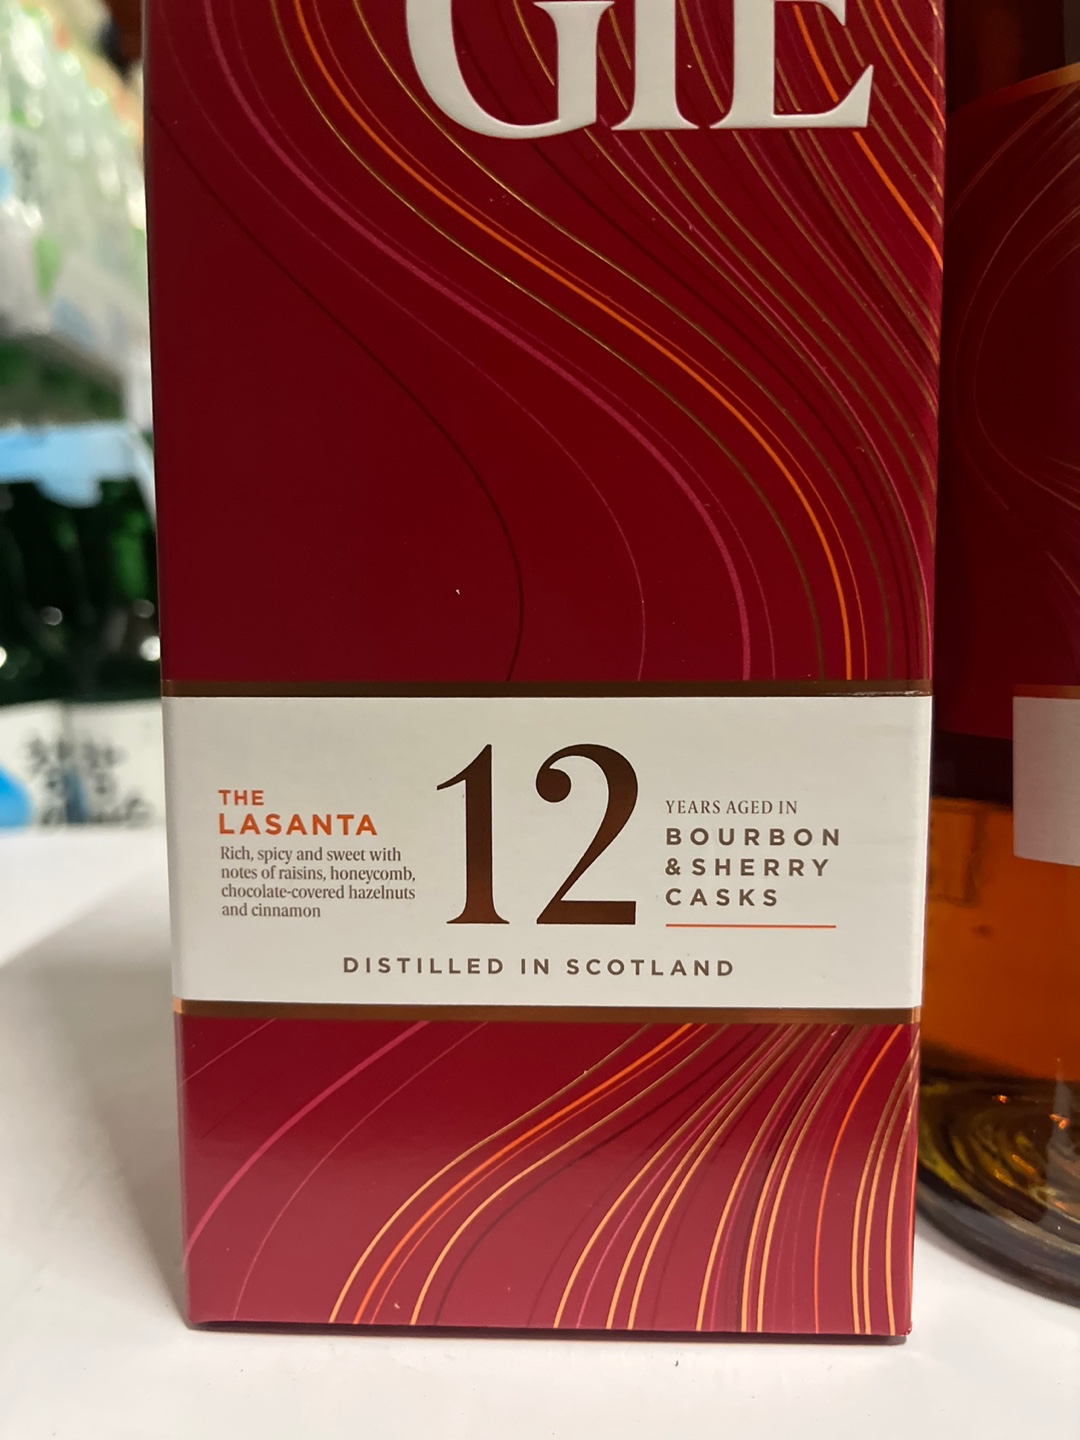 GIE
THE
LASANTA
Rich, spicy and sweet with
notes of raisins, honeycomb,
chocolate-covered hazelnuts
and cinnamon
12
YEARS AGED IN
BOURBON
& SHERRY
CASKS
DISTILLED IN SCOTLAND